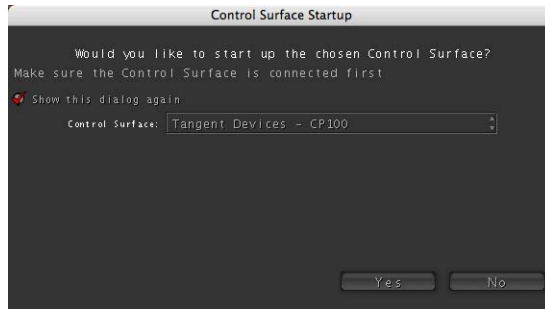 Control Surface Startup
Would you like to start up the chosen Control Surface?
Make sure the Control Surface is connected first
Show this dialog again
Control Surface: Tangent Devices - CP100
Yes No